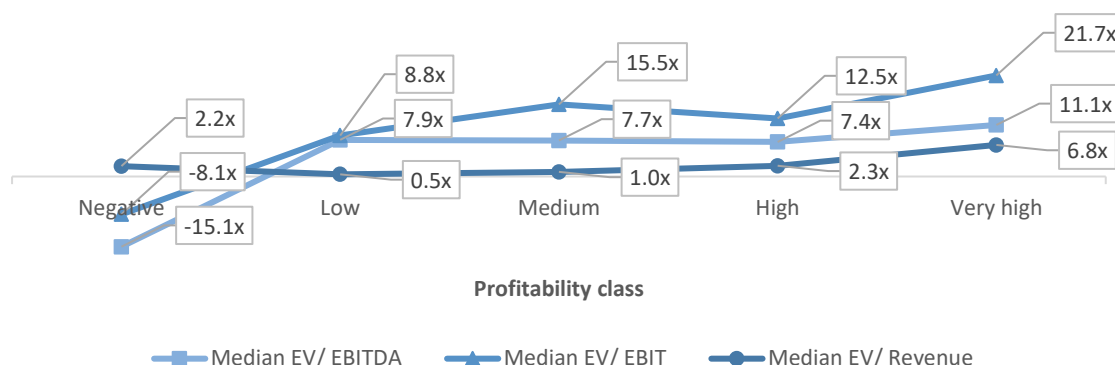 21.7x
15.5x
12.5x
8.8x
11.1x
2.2x
7.9x
7.7x
7.4x
6.8x
-8.1x
0.5x
1.0x
2.3x
Negative Low Medium High Very high
-15.1x
Profitability class
Median EV/ EBITDA Median EV/ EBIT Median EV/ Revenue